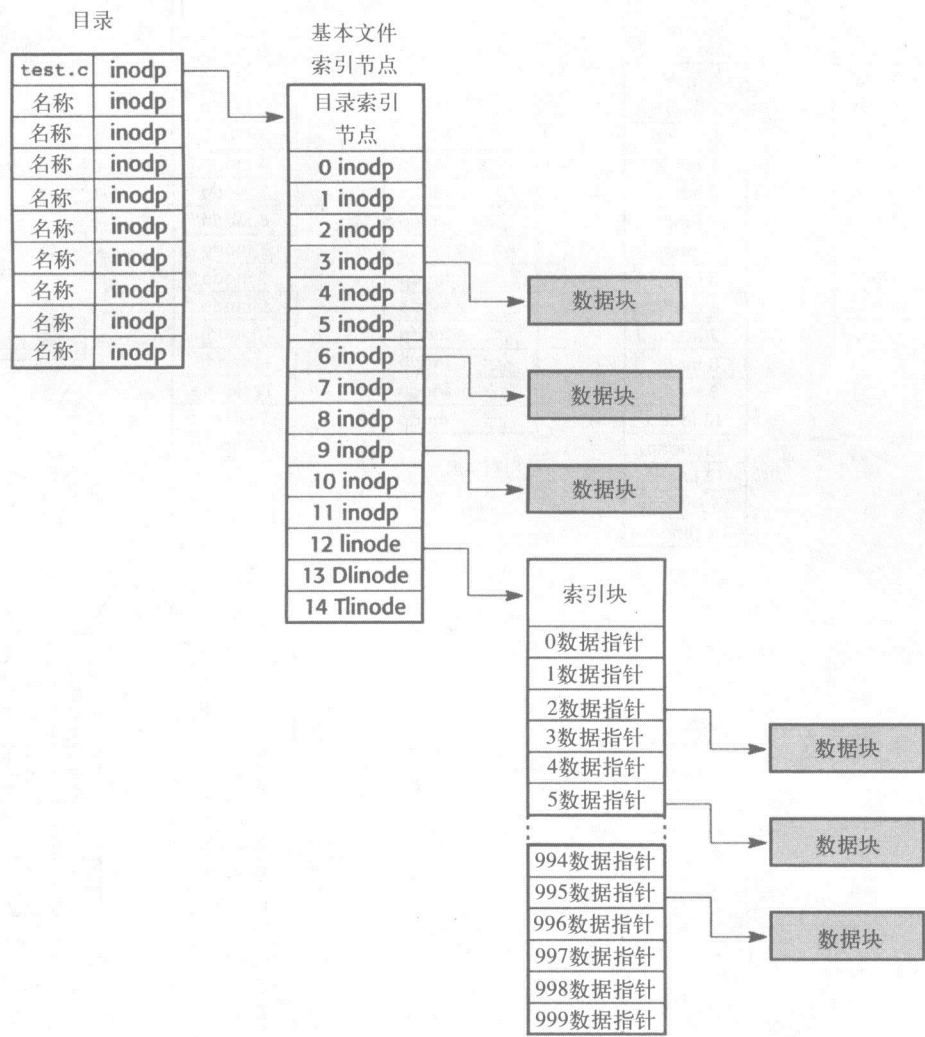 目录
test.c inodp
名称 inodp
名称 inodp
名称 inodp
名称 inodp
名称 inodp
名称 inodp
名称 inodp
名称 inodp
名称 inodp
基本文件
索引节点
目录索引
节点
0 inodp
1 inodp
2 inodp
3 inodp
4 inodp
5 inodp
6 inodp
7 inodp
8 inodp
9 inodp
10 inodp
11 inodp
12 linode
13 Dlinode
14 Tlinode
数据块
数据块
数据块
索引块
0数据指针
1数据指针
2数据指针
3数据指针
4数据指针
5数据指针
994数据指针
995数据指针
996数据指针
997数据指针
998数据指针
999数据指针
数据块
数据块
数据块